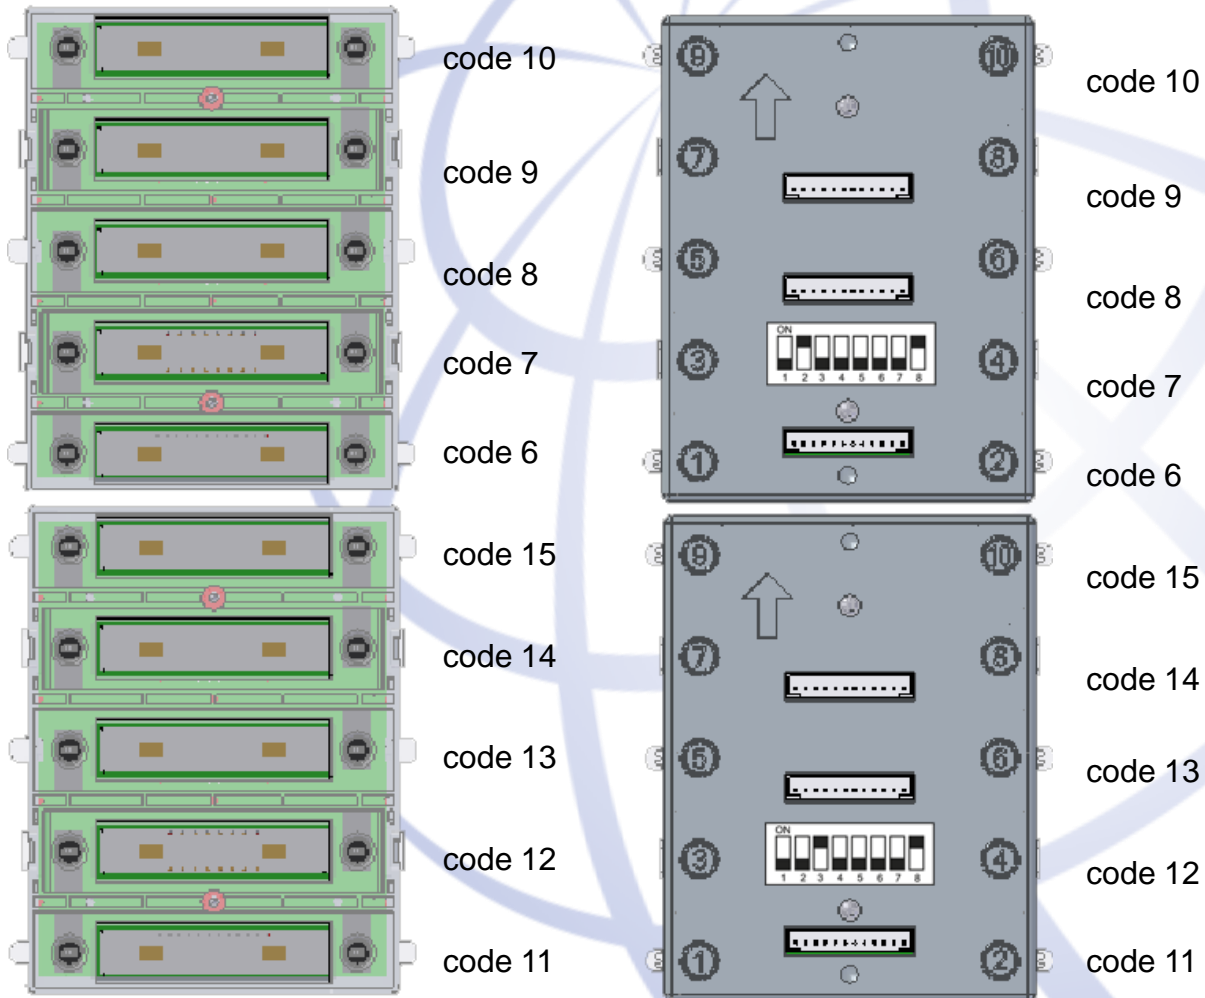 code 10
code 9
code 8
code 7
code 6
code 15
code 14
code 13
code 12
code 11
9 10
7 8
5 6
ON
1 2 3 4 5 6 7 8
3 4
1 2
code 10
code 9
code 8
code 7
code 6
9 10
7 8
5 6
ON
1 2 3 4 5 6 7 8
3 4
1 2
code 15
code 14
code 13
code 12
code 11